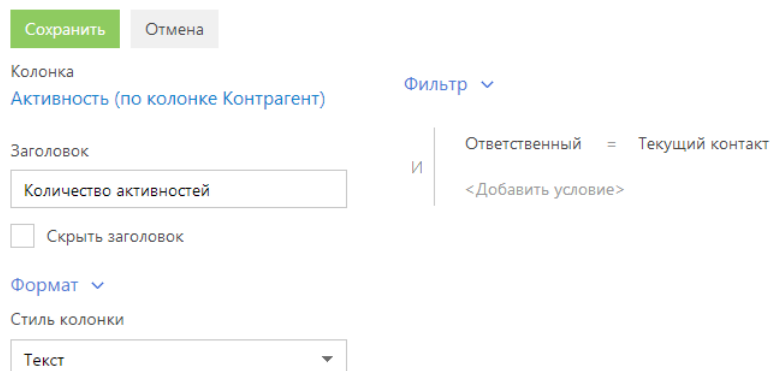 Сохранить Отмена
Колонка
Активность (по колонке Контрагент)
Заголовок
Количество активностей
Скрыть заголовок
Формат
Стиль колонки
Текст
Фильтр
И
Ответственный = Текущий контакт
<Добавить условие>